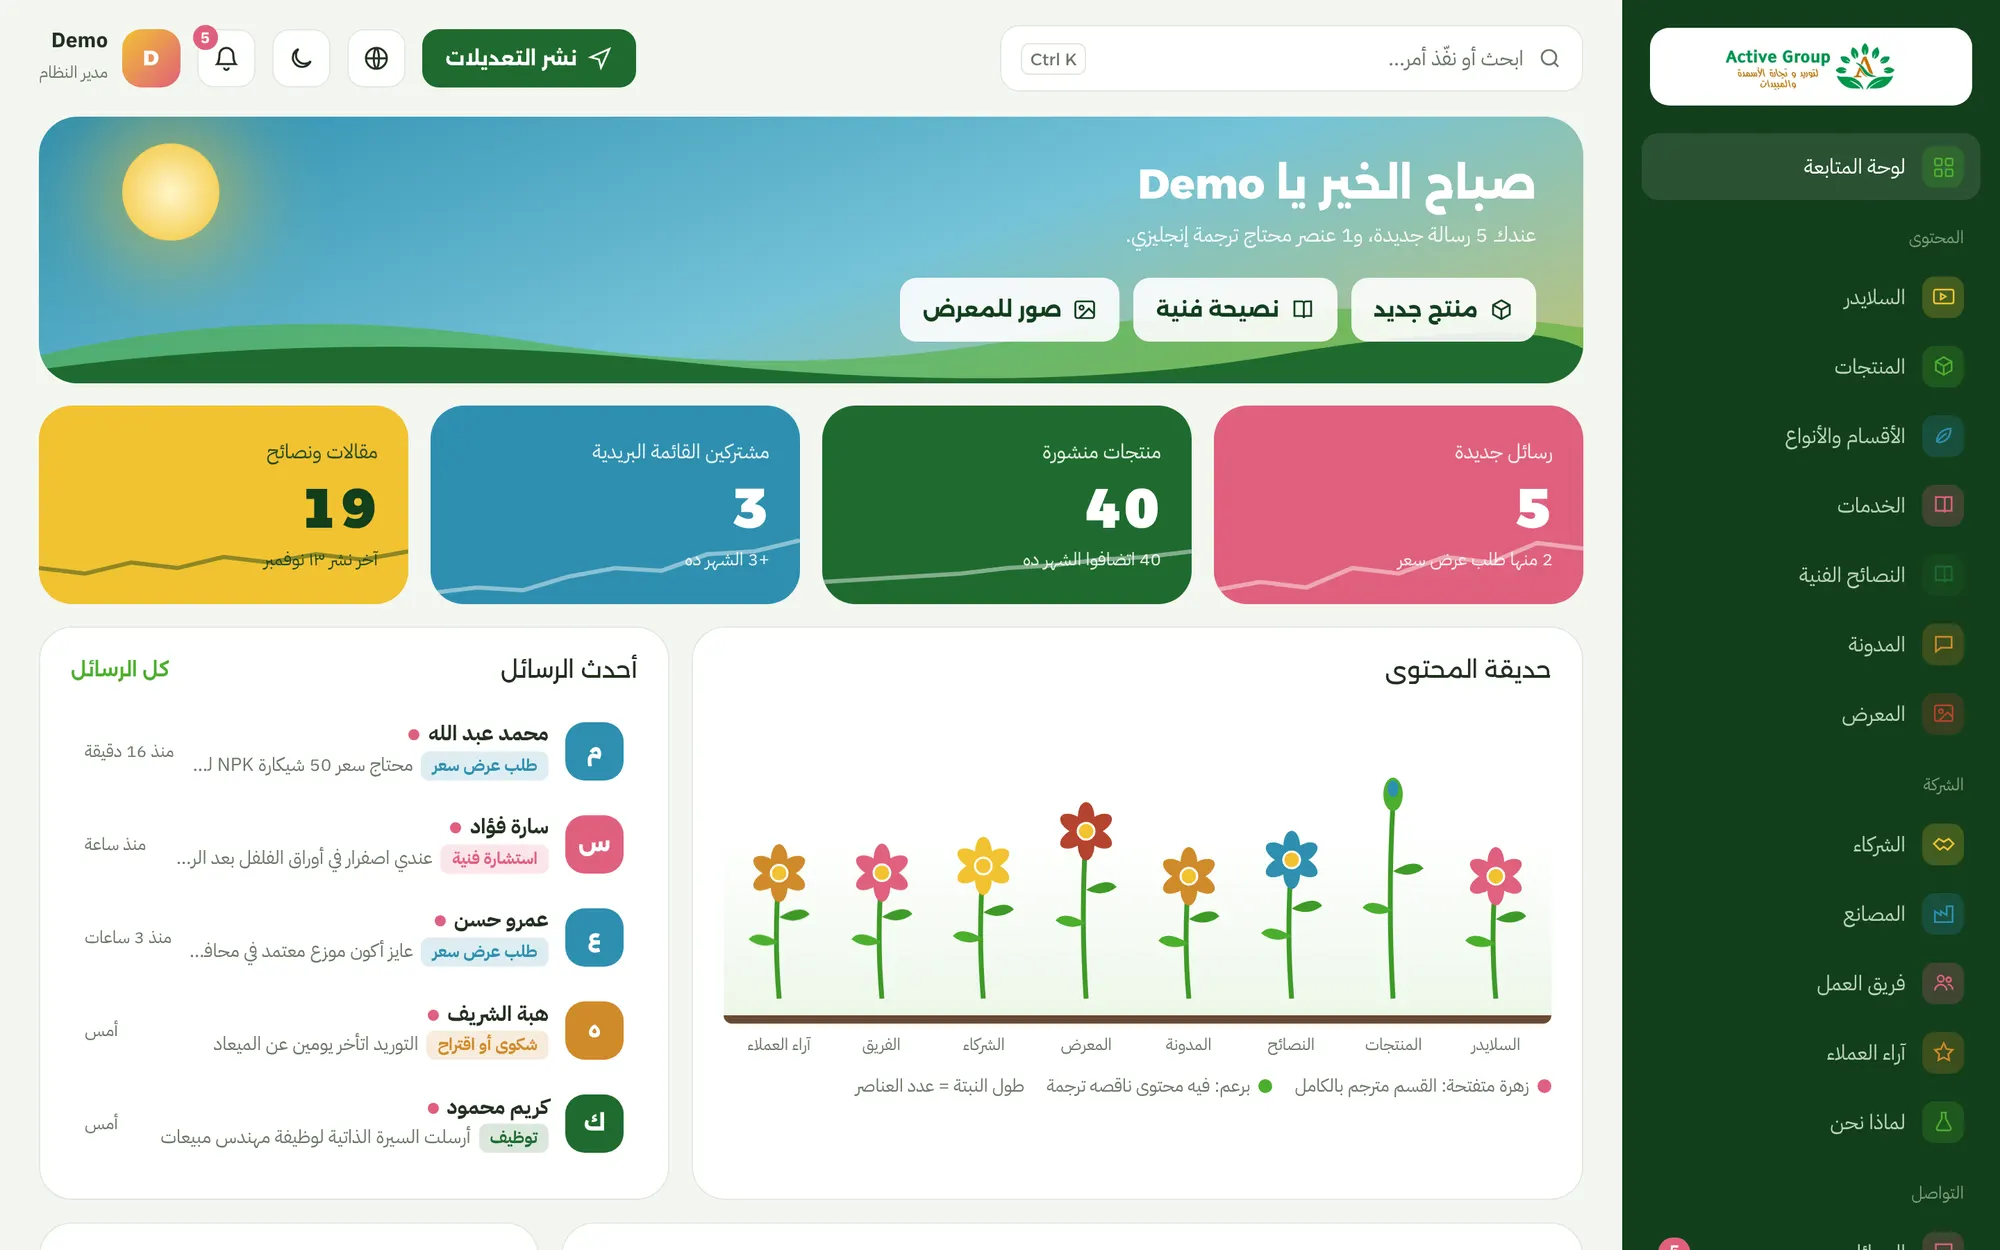 Active Group
لتوريد و تجارة الأسمدة
والمبيدات
لوحة المتابعة
المحتوى
السلايدر
المنتجات
الأقسام والأنواع
الخدمات
النصائح الفنية
المدونة
المعرض
الشركة
الشركاء
المصانع
فريق العمل
آراء العملاء
لماذا نحن
التواصل
5
ابحث أو نفّذ أمر...
Ctrl K
نشر التعديلات
5
D
Demo
مدير النظام
صباح الخير يا Demo
عندك 5 رسالة جديدة، و1 عنصر محتاج ترجمة إنجليزي.
منتج جديد
نصيحة فنية
صور للمعرض
رسائل جديدة
5
2 منها طلب عرض سعر
منتجات منشورة
40
40 اتضافوا الشهر ده
مشتركين القائمة البريدية
3
+3 الشهر ده
مقالات ونصائح
19
آخر نشر ١٣ نوفمبر
حديقة المحتوى
السلايدر
المنتجات
النصائح
المدونة
المعرض
الشركاء
الفريق
آراء العملاء
زهرة متفتحة: القسم مترجم بالكامل
برعم: فيه محتوى ناقصه ترجمة
طول النبتة = عدد العناصر
أحدث الرسائل
كل الرسائل
م
محمد عبد الله
طلب عرض سعر محتاج سعر 50 شيكارة NPK لـ...
منذ 16 دقيقة
س
سارة فؤاد
استشارة فنية عندي اصفرار في أوراق الفلفل بعد الر...
منذ ساعة
ع
عمرو حسن
طلب عرض سعر عايز أكون موزع معتمد في محافـ...
منذ 3 ساعات
ه
هبة الشريف
شكوى أو اقتراح التوريد اتأخر يومين عن الميعاد
أمس
ك
كريم محمود
توظيف أرسلت السيرة الذاتية لوظيفة مهندس مبيعات
أمس